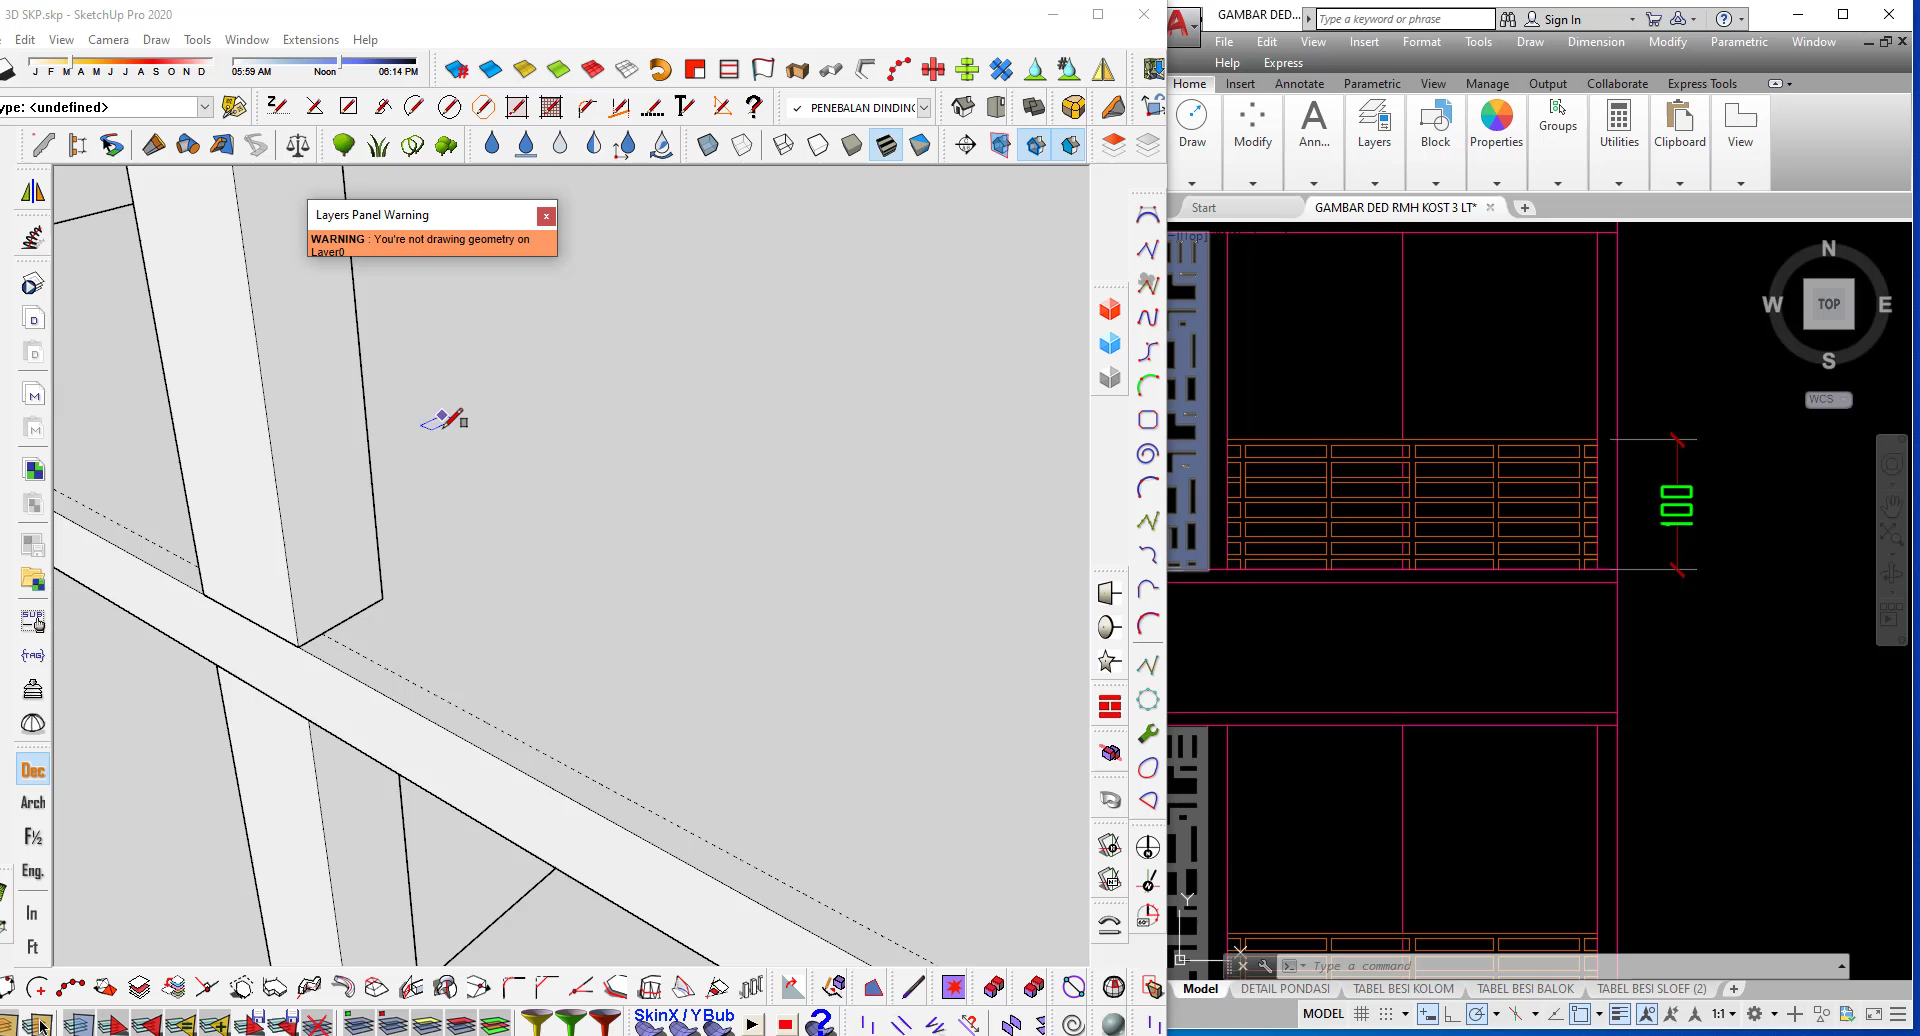 3D SKP.skp - SketchUp Pro 2020
Edit View Camera Draw Tools Window Extensions Help
J F M A M J J A S O N D
05:59 AM Noon 06:14 PM
ype: <undefined>
PENEBALAN DINDING
Layers Panel Warning
WARNING : You're not drawing geometry on
Layer0
D
D
M
M
SUB
{TAG}
Dec
Arch
F½
Eng.
In
Ft
SkinX / YBub
GAMBAR DED...
Type a keyword or phrase
Sign In
File Edit View Insert Format Tools Draw Dimension Modify Parametric Window
Help Express
Home Insert Annotate Parametric View Manage Output Collaborate Express Tools
Draw Modify Ann... Layers Block Properties Groups Utilities Clipboard View
Start GAMBAR DED RMH KOST 3 LT*
N
W TOP E
S
WCS
100
Y
X
Type a command
Model DETAIL PONDASI TABEL BESI KOLOM TABEL BESI BALOK TABEL BESI SLOEF (2)
MODEL 1:1